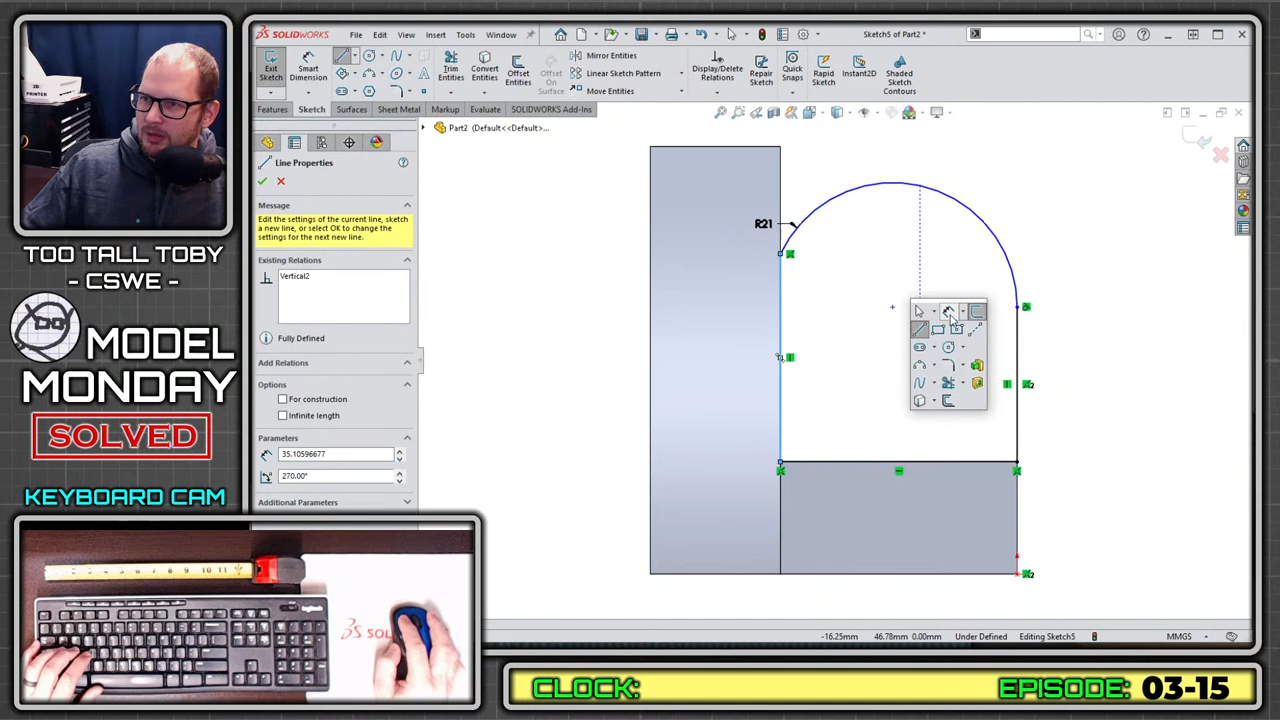 SOLIDWORKS File Edit View Insert Tools Window Sketch5 of Part2 *
Exit Sketch Smart Dimension Trim Entities Convert Entities Offset Entities Offset On Surface Mirror Entities Linear Sketch Pattern Move Entities Display/Delete Relations Repair Sketch Quick Snaps Rapid Sketch Instant2D Shaded Sketch Contours
Features Sketch Surfaces Sheet Metal Markup Evaluate SOLIDWORKS Add-Ins
Part2 (Default<<Default>...
Line Properties
Message
Edit the settings of the current line, sketch
a new line, or select OK to change the
settings for the next new line.
Existing Relations
Vertical2
Fully Defined
Add Relations
Options
For construction
Infinite length
Parameters
35.10596677
270.00°
Additional Parameters
R21
2
2
-16.25mm 46.78mm 0.00mm Under Defined Editing Sketch5 MMGS
TOO TALL TOBY
- CSWE -
MODEL
MONDAY
SOLVED
KEYBOARD CAM
logitech
CLOCK:
EPISODE: 03-15